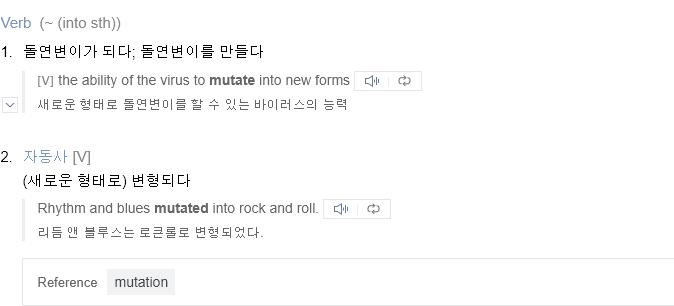 Verb (~ (into sth))
1. 돌연변이가 되다; 돌연변이를 만들다
[V] the ability of the virus to mutate into new forms
새로운 형태로 돌연변이를 할 수 있는 바이러스의 능력
2. 자동사 [V]
(새로운 형태로) 변형되다
Rhythm and blues mutated into rock and roll.
리듬 앤 블루스는 로큰롤로 변형되었다.
Reference mutation